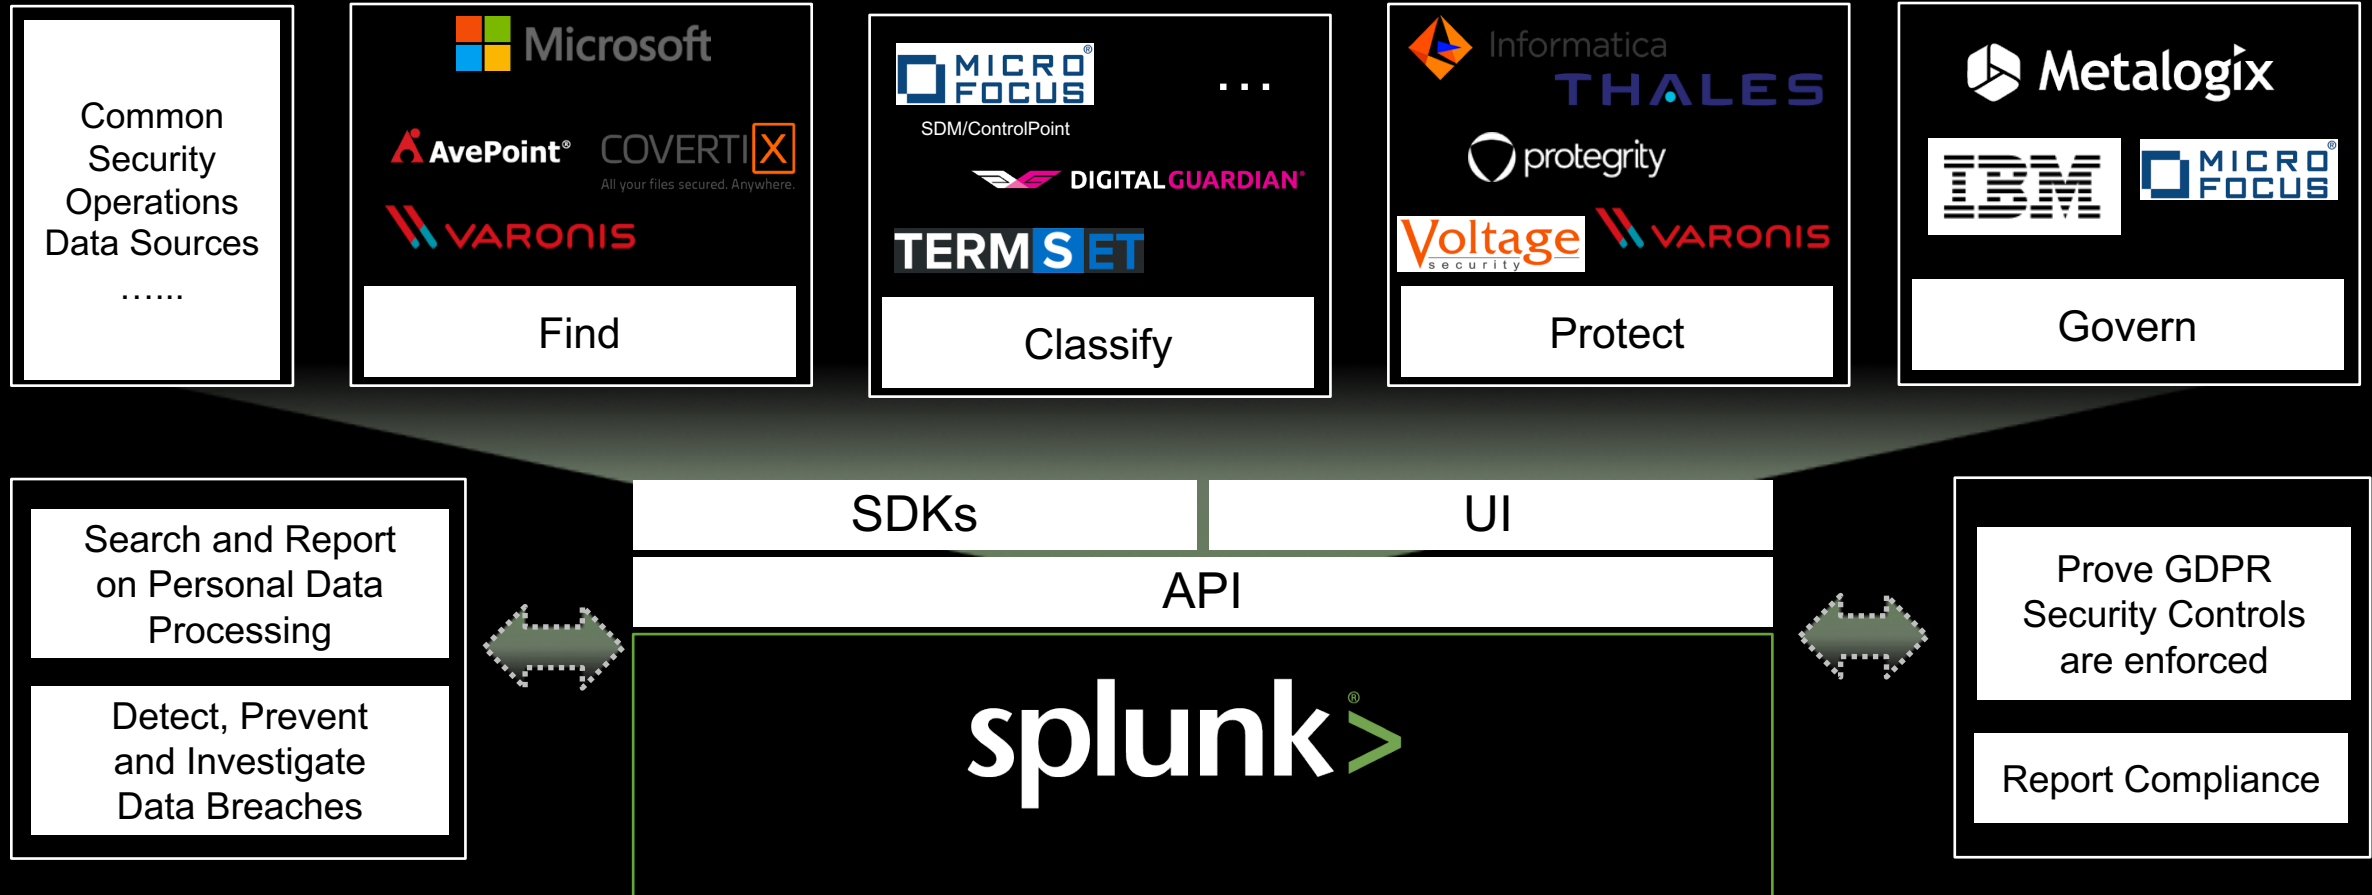 Common
Security
Operations
Data Sources
…...
Microsoft
AvePoint®
COVERTIX
All your files secured. Anywhere.
VARONIS
Find
MICRO
FOCUS®
...
SDM/ControlPoint
DIGITALGUARDIAN®
TERMSET
Classify
Informatica
THALES
protegrity
Voltage
security
VARONIS
Protect
Metalogix
IBM
MICRO
FOCUS®
Govern
Search and Report
on Personal Data
Processing
Detect, Prevent
and Investigate
Data Breaches
SDKs
UI
API
splunk>®
Prove GDPR
Security Controls
are enforced
Report Compliance